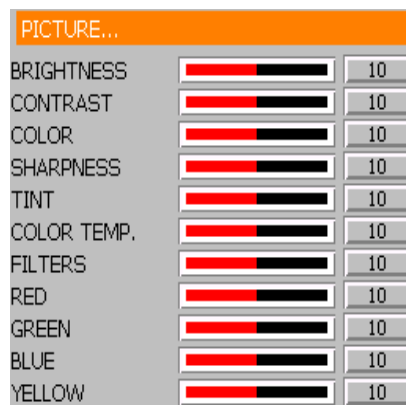 PICTURE...
BRIGHTNESS 10
CONTRAST 10
COLOR 10
SHARPNESS 10
TINT 10
COLOR TEMP. 10
FILTERS 10
RED 10
GREEN 10
BLUE 10
YELLOW 10